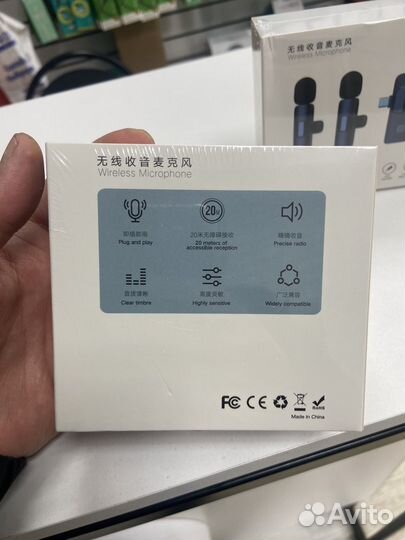 无线收音麦克风
Wireless Microphone
无线收音麦克风
Wireless Microphone
20
即插即用
20米无障碍接收
精镝收音
Plug and play
20 meters of
accessible reception
Precise radio
音质清晰
高度灵敏
广泛兼容
Clear timbre
Highly sensitive
Widely compatible
FC CE
Made in China
Avito